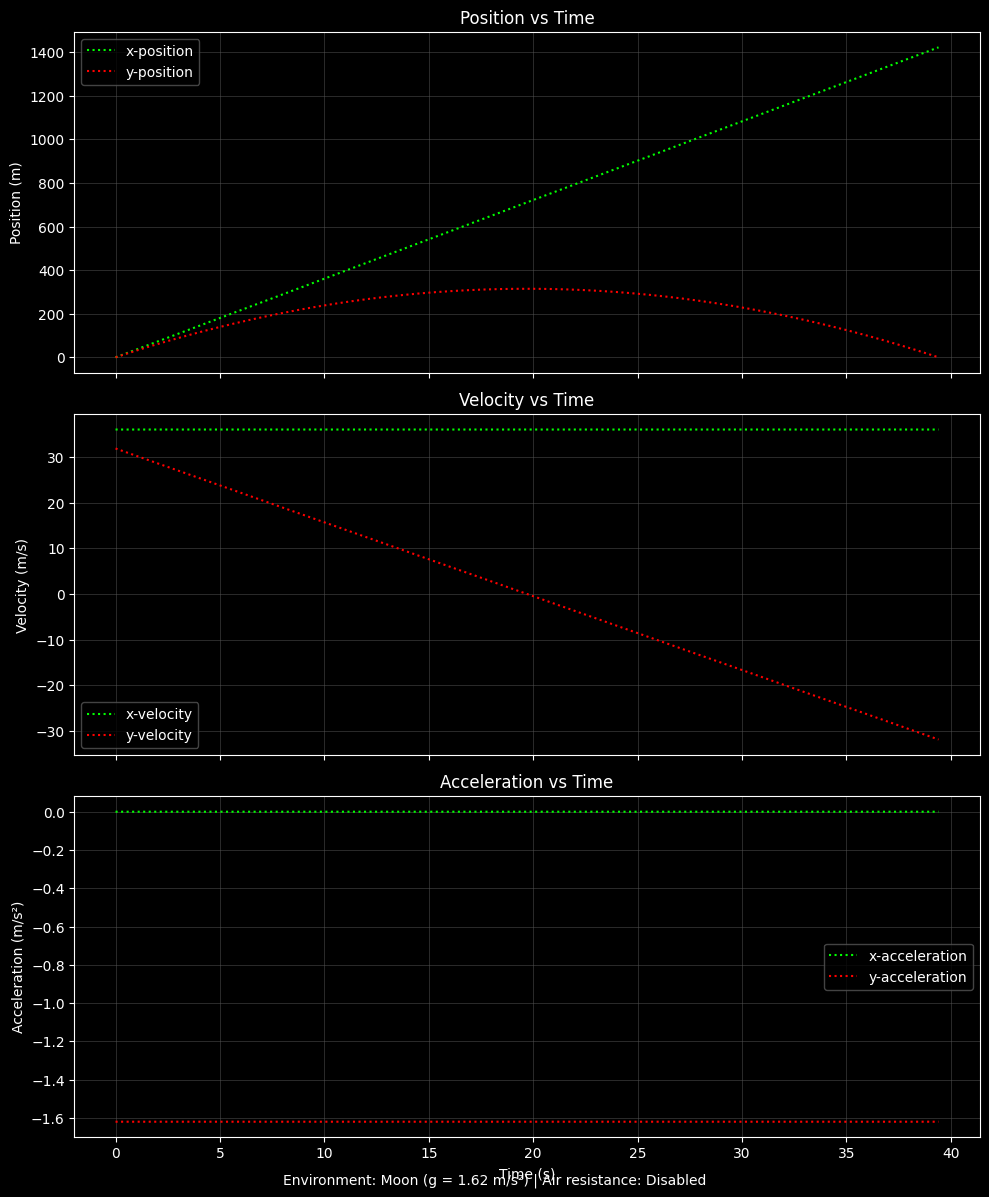 Position vs Time
x-position
y-position
1400
1200
1000
800
600
400
200
0
Position (m)
Velocity vs Time
30
20
10
0
−10
−20
−30
Velocity (m/s)
x-velocity
y-velocity
Acceleration vs Time
0.0
−0.2
−0.4
−0.6
−0.8
−1.0
−1.2
−1.4
−1.6
Acceleration (m/s²)
x-acceleration
y-acceleration
0 5 10 15 20 25 30 35 40
Time (s)
Environment: Moon (g = 1.62 m/s²) | Air resistance: Disabled